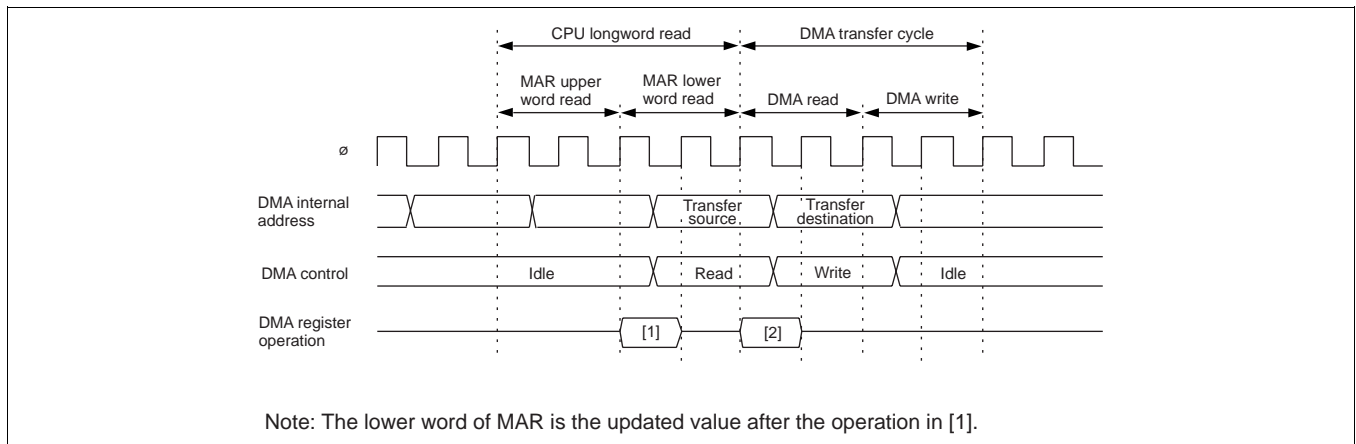 CPU longword read
DMA transfer cycle
MAR upper
word read
MAR lower
word read
DMA read
DMA write
ø
DMA internal
address
Transfer
source
Transfer
destination
DMA control
Idle
Read
Write
Idle
DMA register
operation
[1]
[2]
Note: The lower word of MAR is the updated value after the operation in [1].